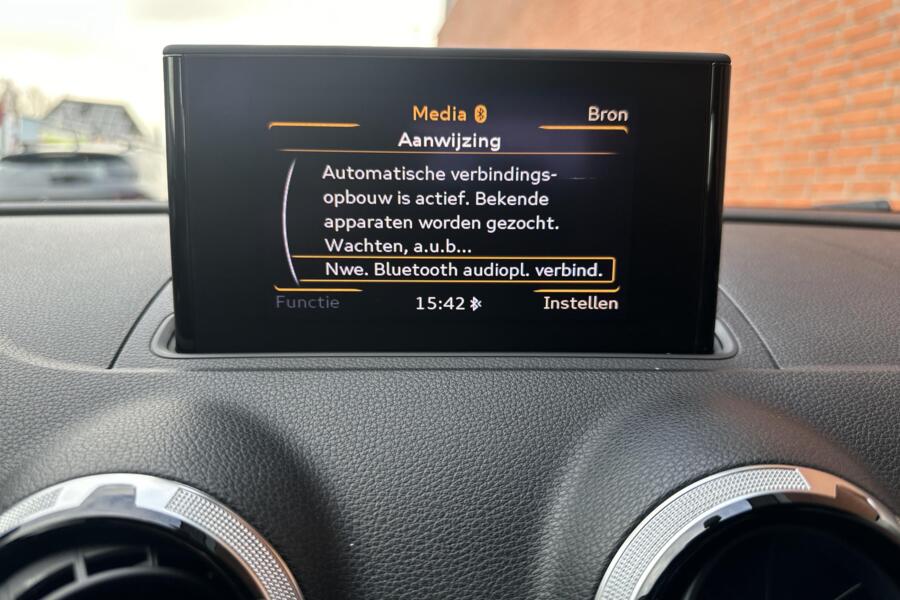 Media
Bron
Aanwijzing
Automatische verbindings-
opbouw is actief. Bekende
apparaten worden gezocht.
Wachten, a.u.b...
Nwe. Bluetooth audiopl. verbind.
Functie
15:42
Instellen